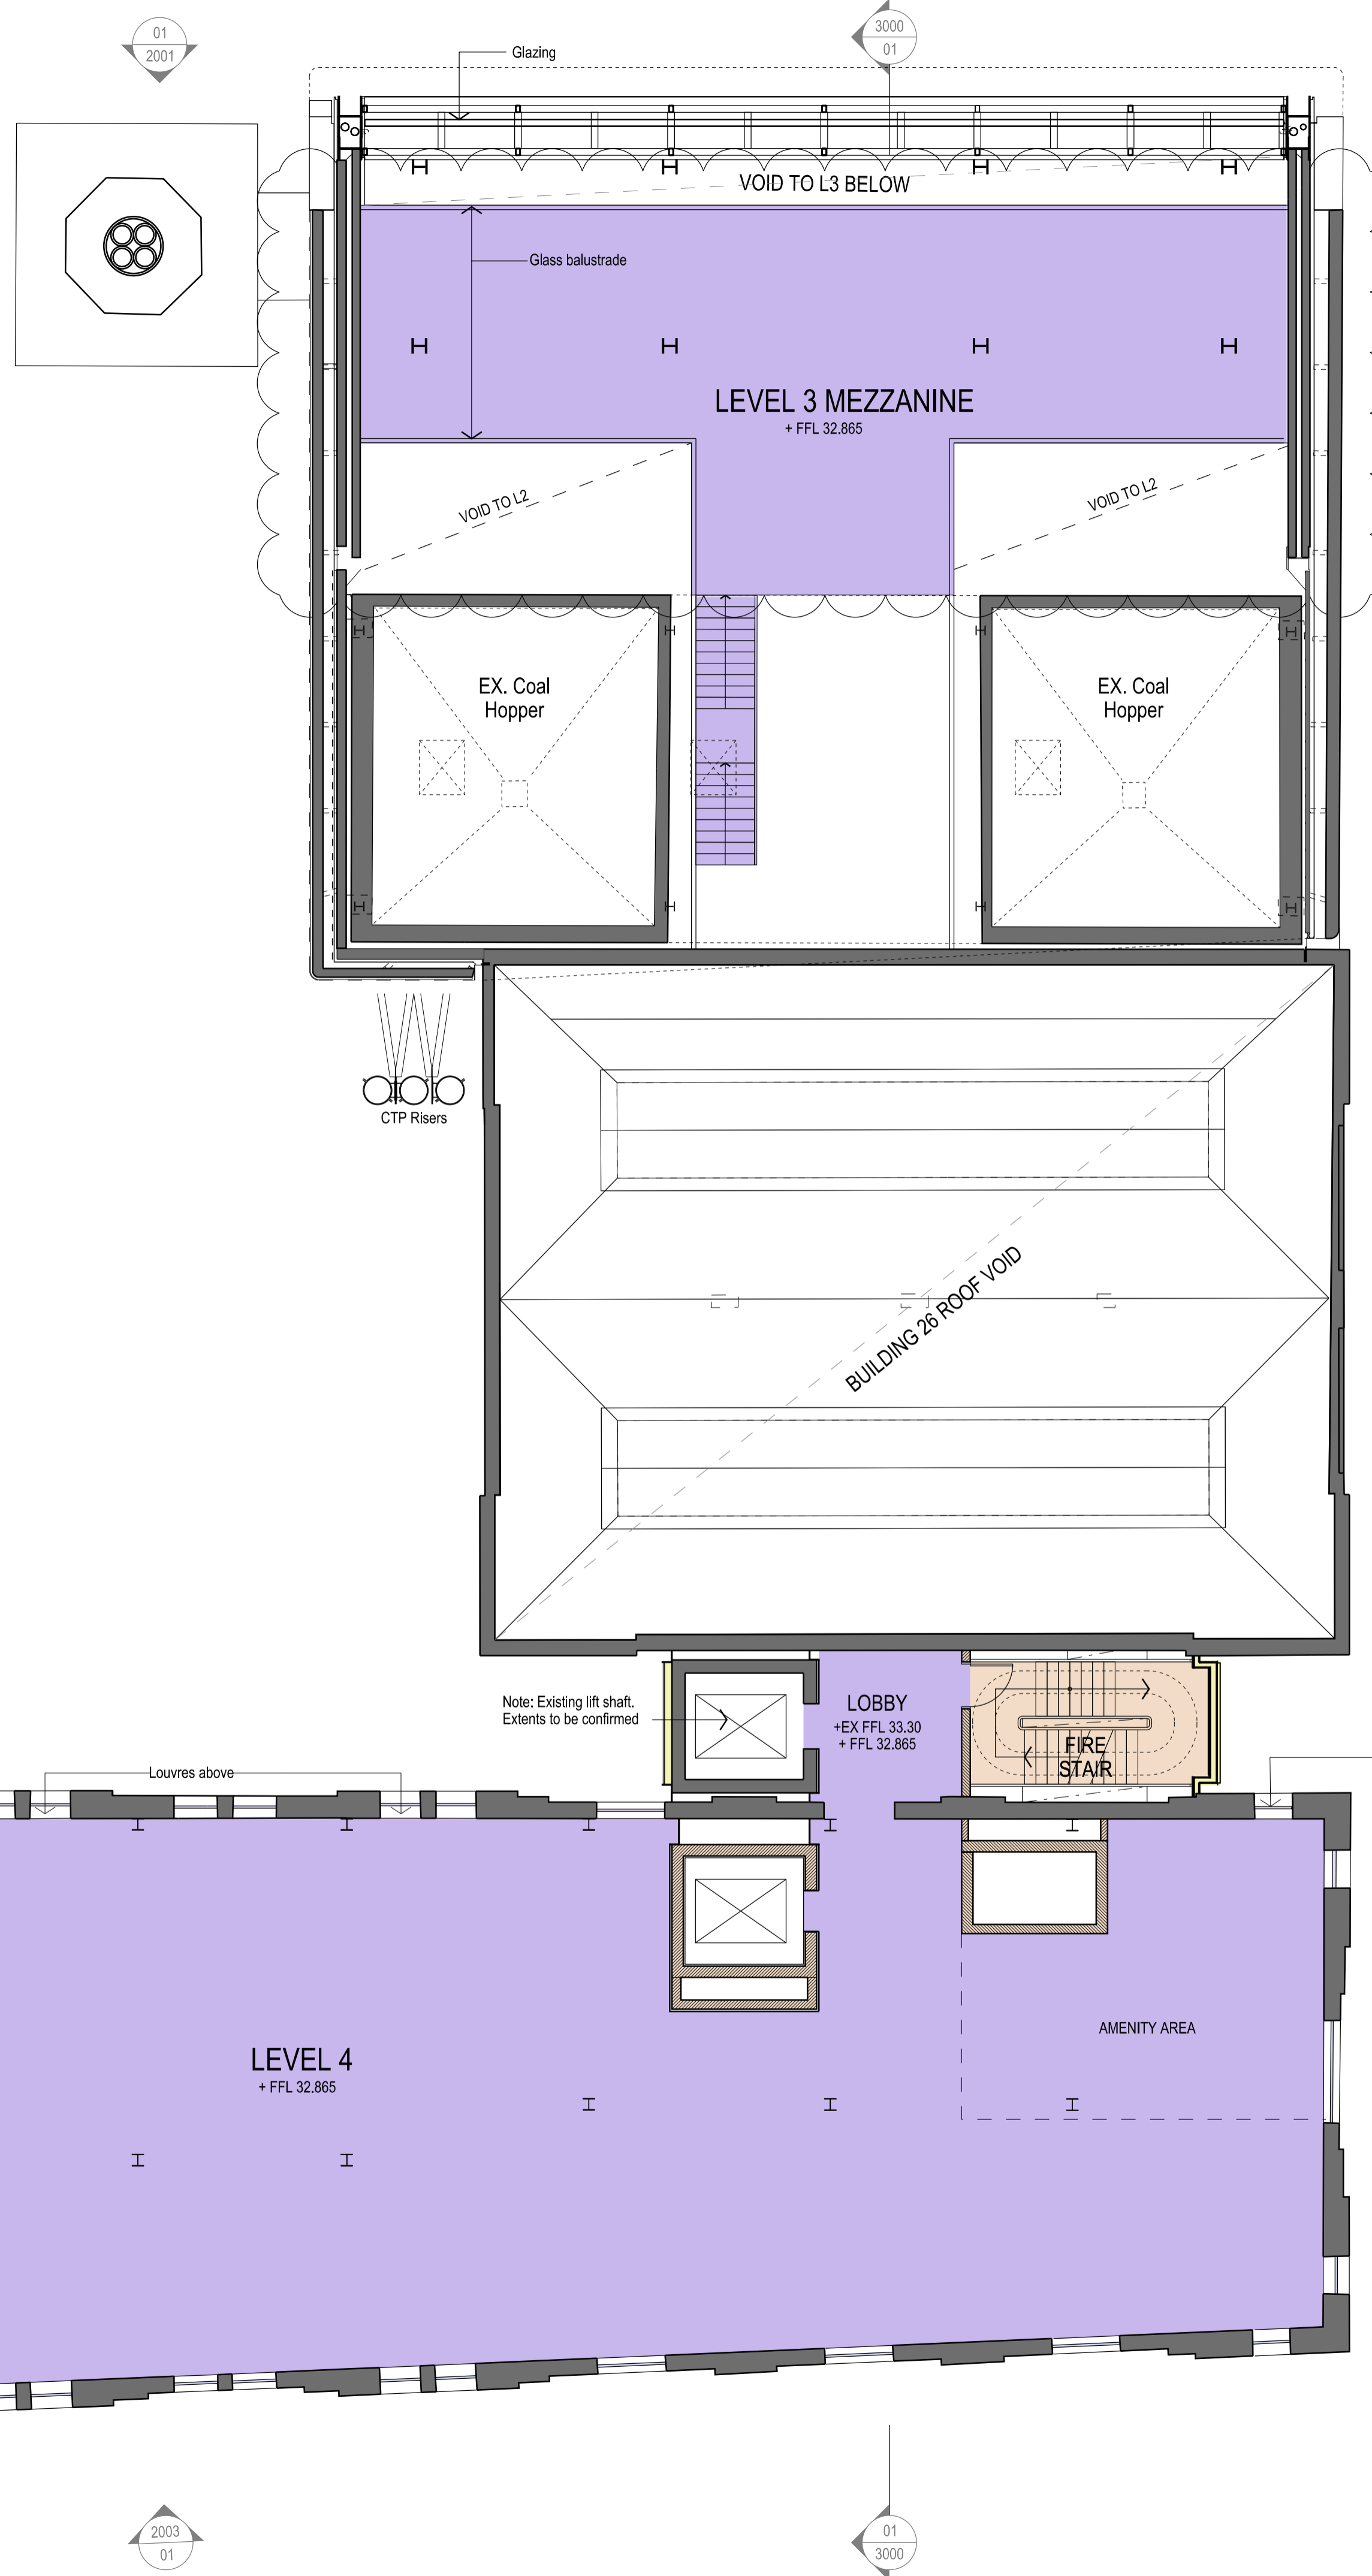 01
2001
3000
01
Glazing
VOID TO L3 BELOW
Glass balustrade
LEVEL 3 MEZZANINE
+ FFL 32.865
VOID TO L2
VOID TO L2
EX. Coal
Hopper
EX. Coal
Hopper
CTP Risers
BUILDING 26 ROOF VOID
Note: Existing lift shaft.
Extents to be confirmed
LOBBY
+EX FFL 33.30
+ FFL 32.865
FIRE
STAIR
Louvres above
AMENITY AREA
LEVEL 4
+ FFL 32.865
2003
01
01
3000